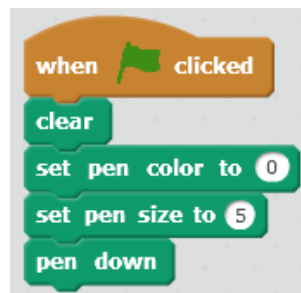 when clicked
clear
set pen color to 0
set pen size to 5
pen down